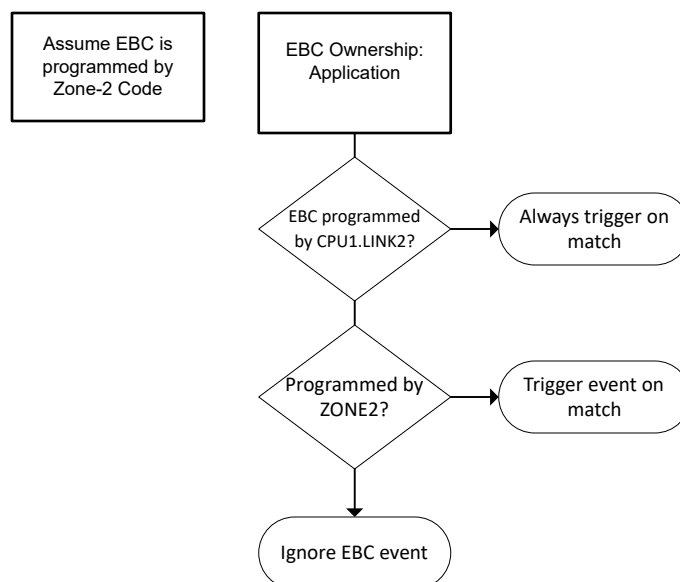 Assume EBC is
programmed by
Zone-2 Code
EBC Ownership:
Application
EBC programmed
by CPU1.LINK2?
Always trigger on
match
Programmed by
ZONE2?
Trigger event on
match
Ignore EBC event